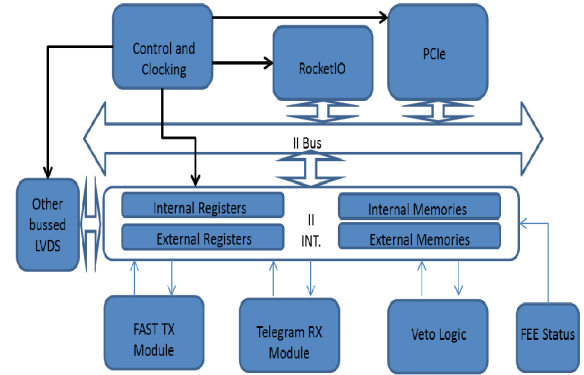 Control and
Clocking
RocketIO
PCIe
II Bus
Other
bussed
LVDS
Internal Registers
External Registers
II
INT.
Internal Memories
External Memories
FAST TX
Module
Telegram RX
Module
Veto Logic
FEE Status